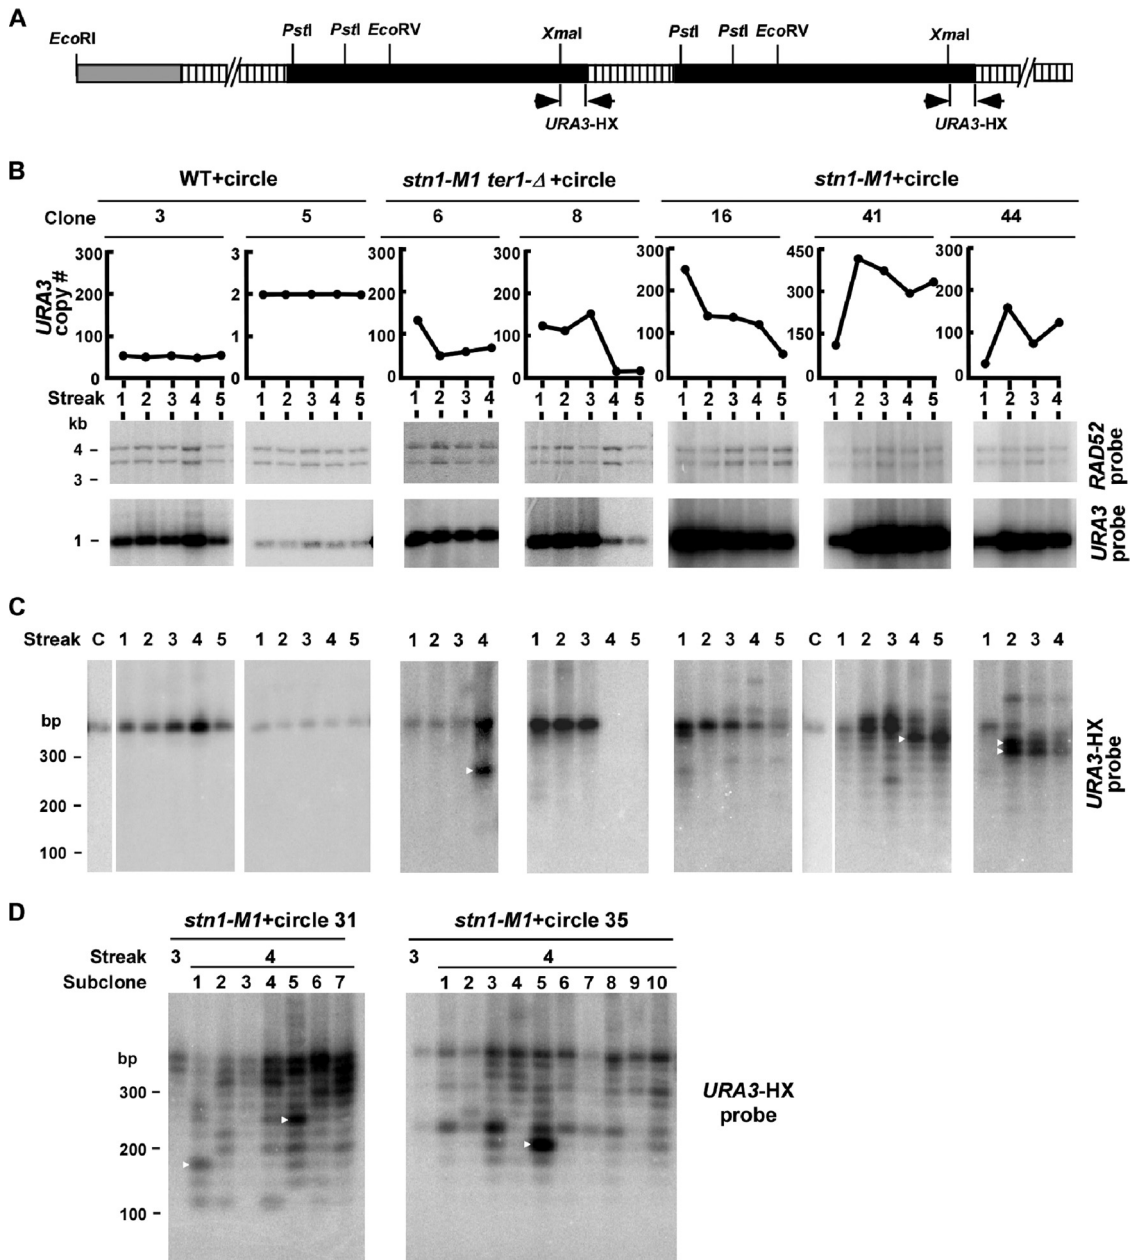 A
EcoRI PstI PstI EcoRV XmaI PstI PstI EcoRV XmaI
URA3-HX URA3-HX
B
WT+circle stn1-M1 ter1-Δ +circle stn1-M1+circle
Clone 3 5 6 8 16 41 44
URA3 copy #
300 200 100 0
3 2 1 0
300 200 100 0
300 200 100 0
300 200 100 0
450 300 150 0
300 200 100 0
Streak 1 2 3 4 5 1 2 3 4 5 1 2 3 4 1 2 3 4 5 1 2 3 4 5 1 2 3 4 5 1 2 3 4
kb
4
3
RAD52 probe
1
URA3 probe
C
Streak C 1 2 3 4 5 1 2 3 4 5 1 2 3 4 1 2 3 4 5 1 2 3 4 5 C 1 2 3 4 5 1 2 3 4
bp
300
200
100
URA3-HX probe
D
stn1-M1+circle 31 stn1-M1+circle 35
Streak 3 4 3 4
Subclone 1 2 3 4 5 6 7 1 2 3 4 5 6 7 8 9 10
bp
300
200
100
URA3-HX
probe